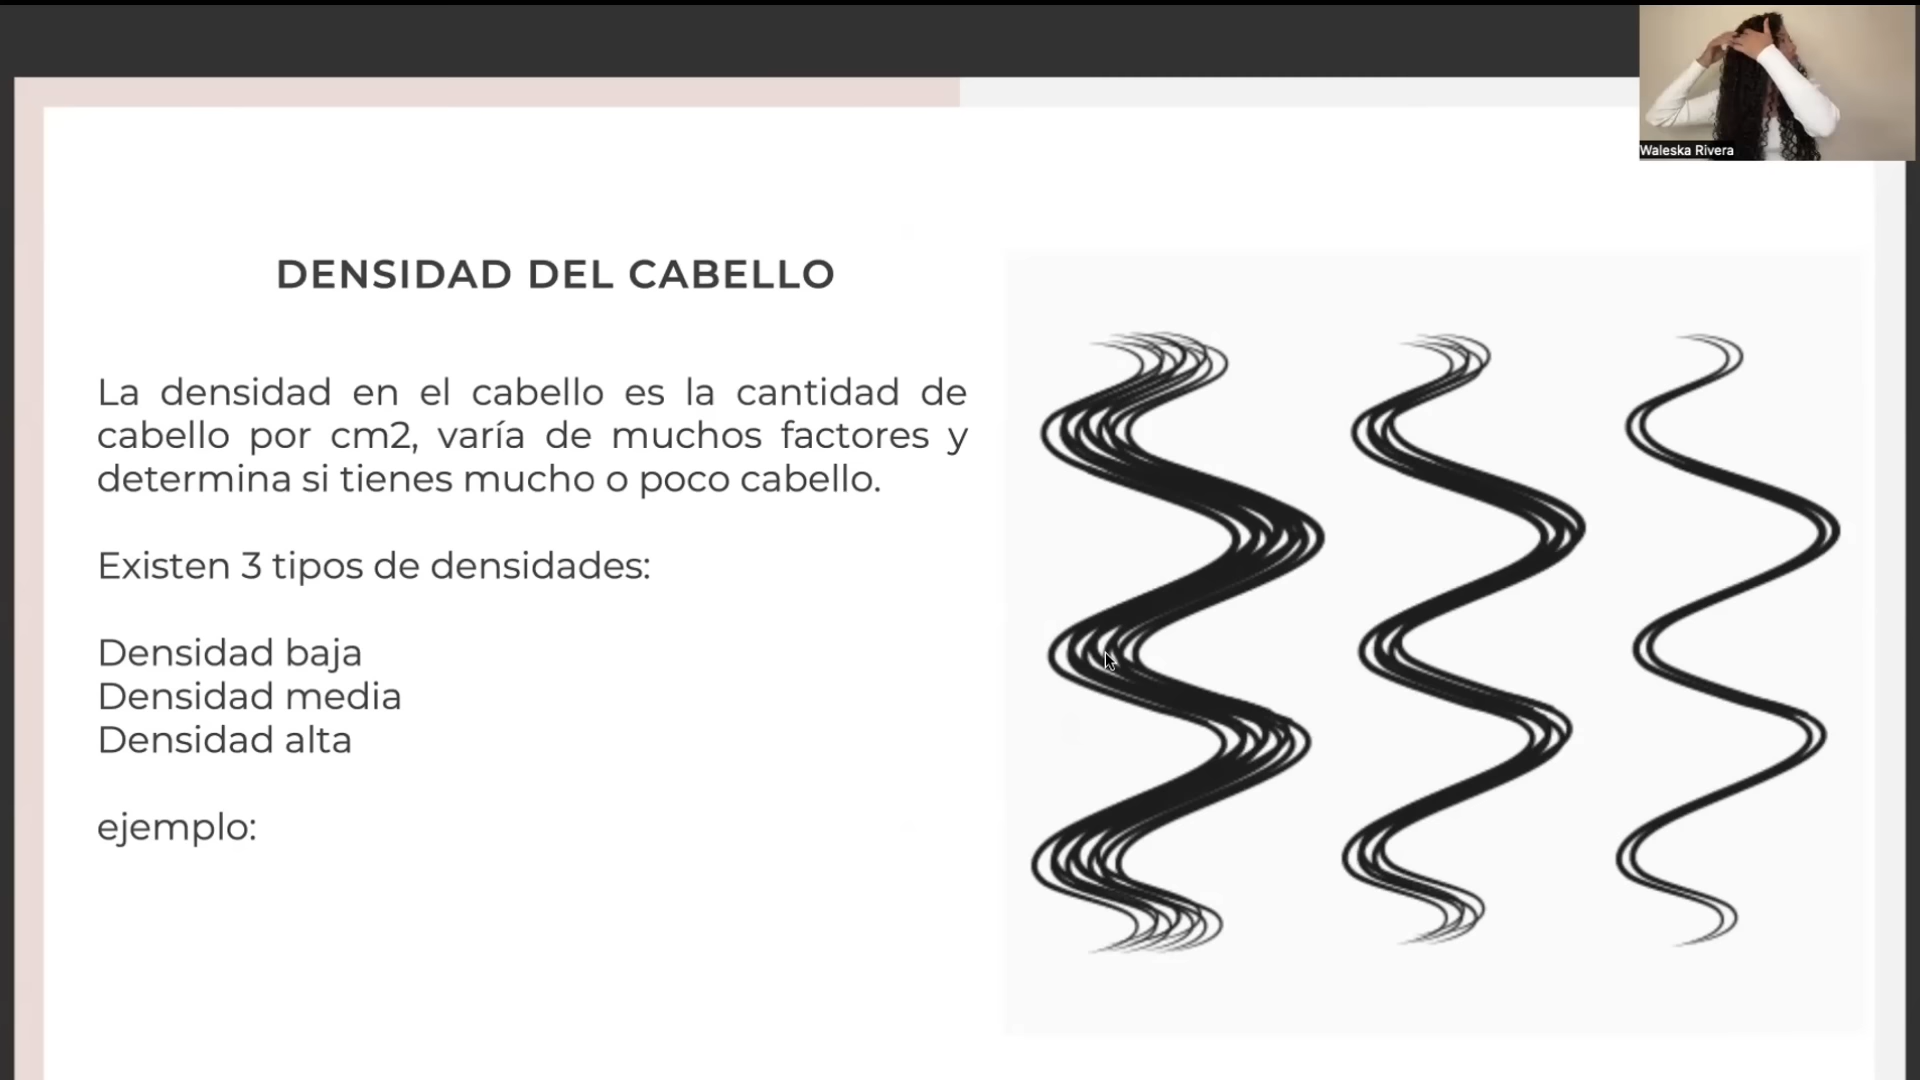 Waleska Rivera
DENSIDAD DEL CABELLO
La densidad en el cabello es la cantidad de
cabello por cm2, varía de muchos factores y
determina si tienes mucho o poco cabello.
Existen 3 tipos de densidades:
Densidad baja
Densidad media
Densidad alta
ejemplo: